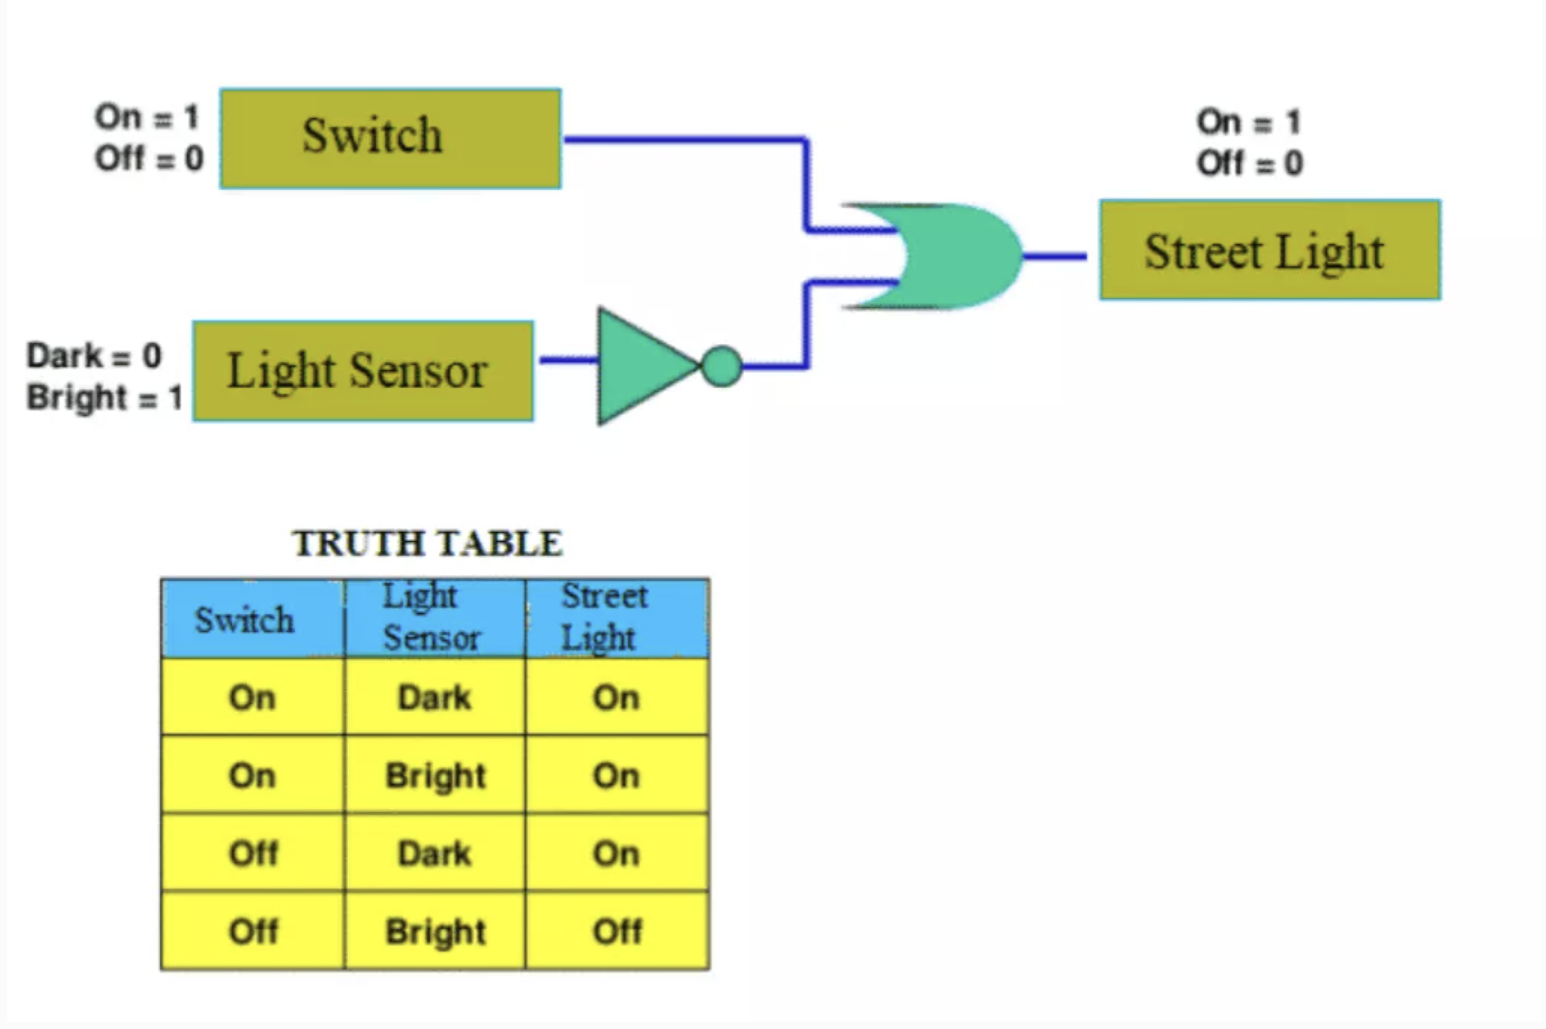 On = 1
Off = 0
Switch
On = 1
Off = 0
Street Light
Dark = 0
Bright = 1
Light Sensor
TRUTH TABLE
Switch Light Sensor Street Light
On Dark On
On Bright On
Off Dark On
Off Bright Off